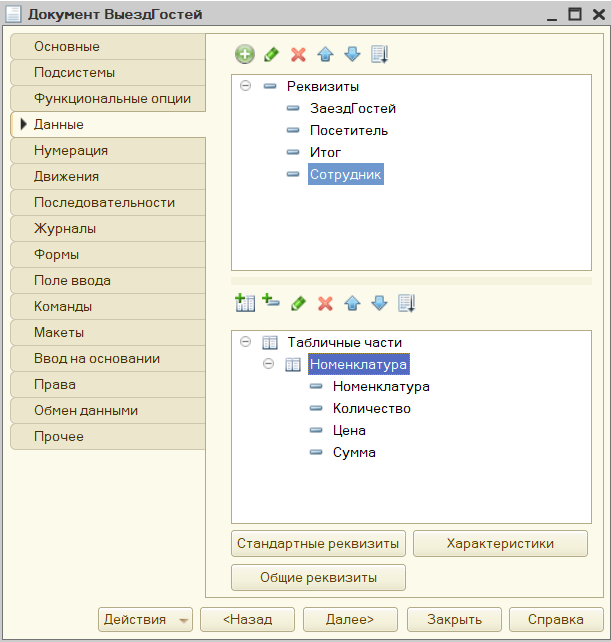 Документ ВыездГостей
Основные
Подсистемы
Функциональные опции
Данные
Нумерация
Движения
Последовательности
Журналы
Формы
Поле ввода
Команды
Макеты
Ввод на основании
Права
Обмен данными
Прочее
Реквизиты
ЗаездГостей
Посетитель
Итог
Сотрудник
Табличные части
Номенклатура
Номенклатура
Количество
Цена
Сумма
Стандартные реквизиты
Характеристики
Общие реквизиты
Действия
<Назад
Далее>
Закрыть
Справка